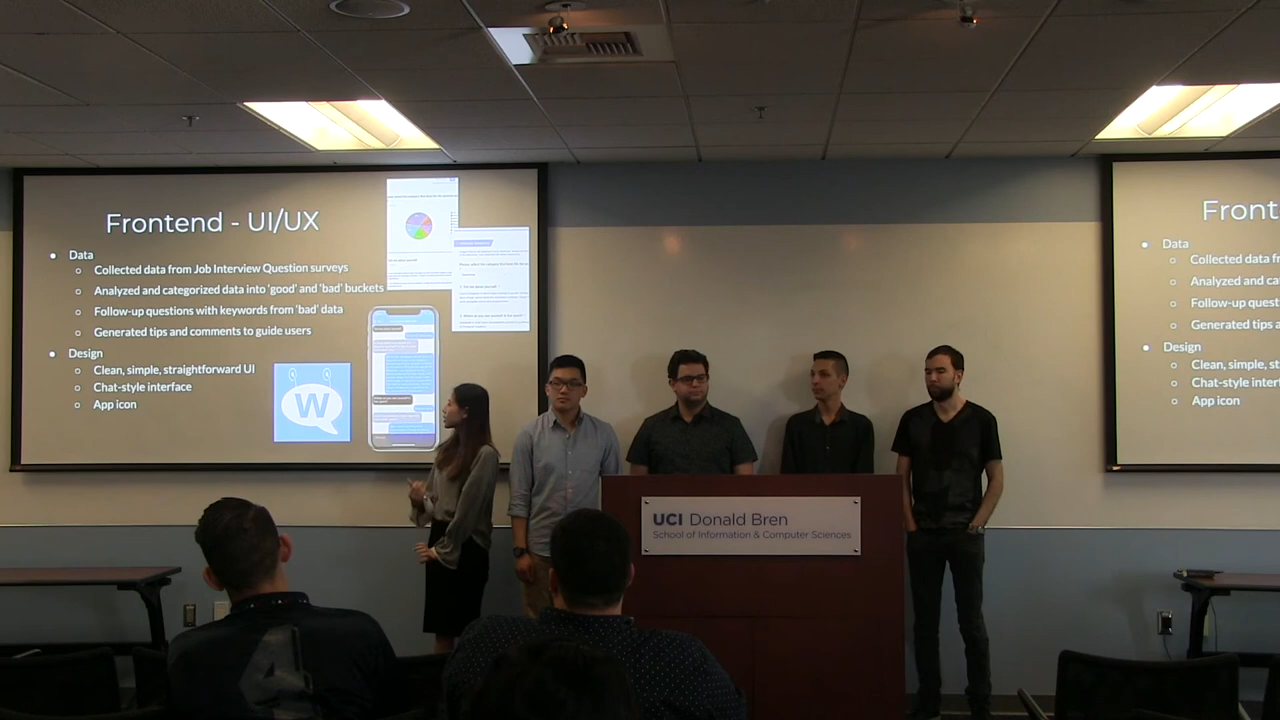 Frontend - UI/UX
Data
Collected data from Job Interview Question surveys
Analyzed and categorized data into 'good' and 'bad' buckets
Follow-up questions with keywords from 'bad' data
Generated tips and comments to guide users
Design
Clean, simple, straightforward UI
Chat-style interface
App icon
W
UCI Donald Bren
School of Information & Computer Sciences
Front
Data
Collected data fr
Analyzed and ca
Follow-up quest
Generated tips a
Design
Clean, simple, st
Chat-style interf
App icon